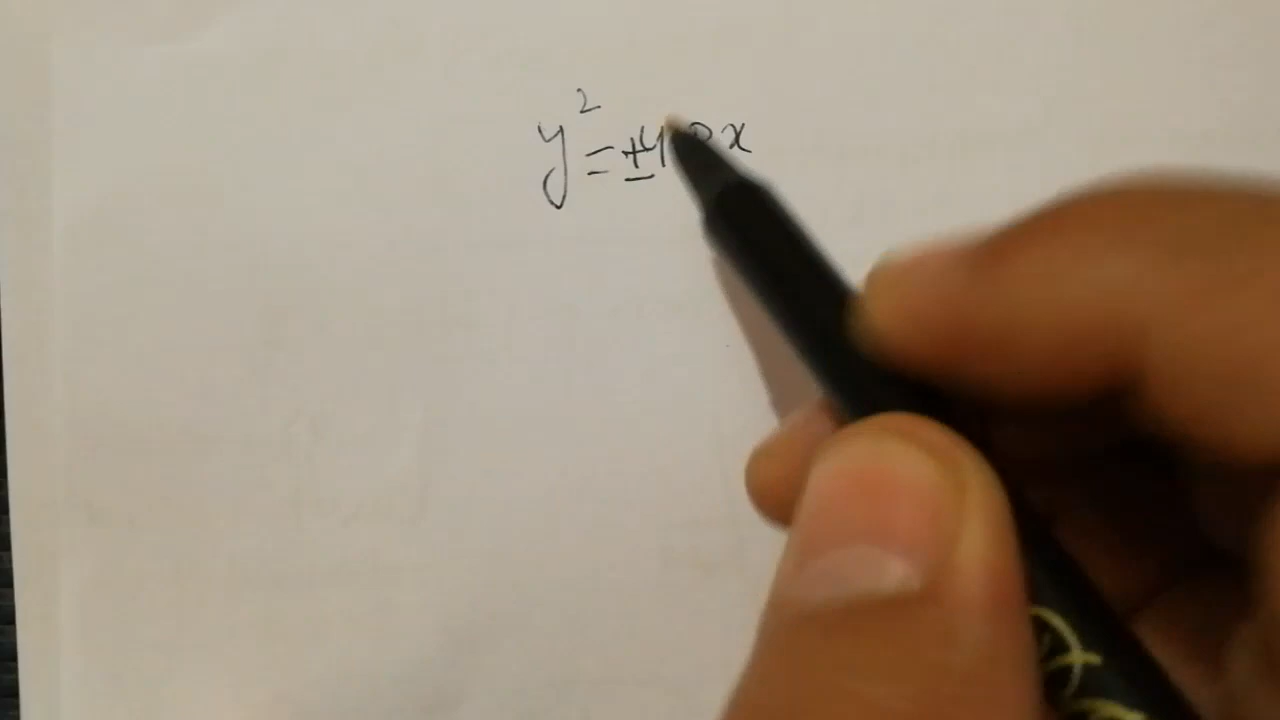 y² = ±4 x